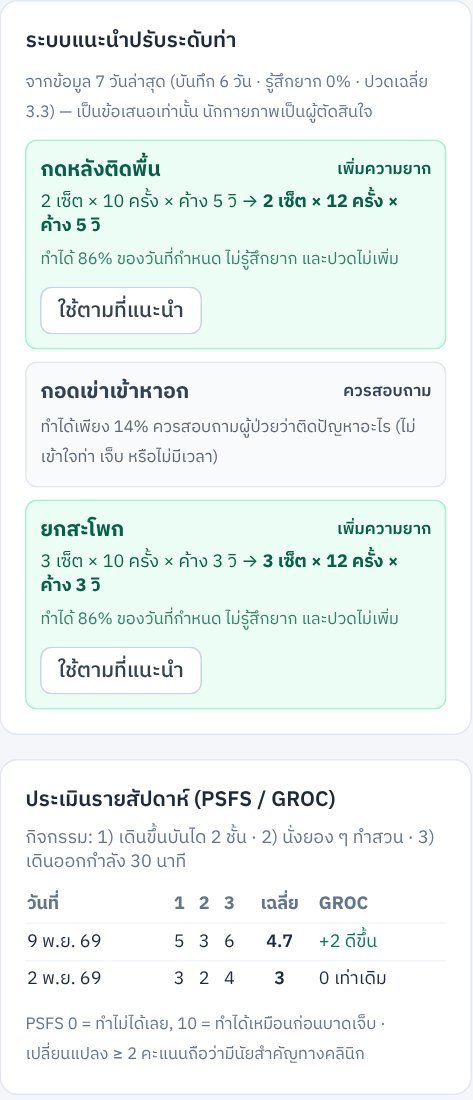 ระบบแนะนำปรับระดับท่า
จากข้อมูล 7 วันล่าสุด (บันทึก 6 วัน · รู้สึกยาก 0% · ปวดเฉลี่ย
3.3) — เป็นข้อเสนอเท่านั้น นักกายภาพเป็นผู้ตัดสินใจ
กดหลังติดพื้น เพิ่มความยาก
2 เซ็ต × 10 ครั้ง × ค้าง 5 วิ → 2 เซ็ต × 12 ครั้ง ×
ค้าง 5 วิ
ทำได้ 86% ของวันที่กำหนด ไม่รู้สึกยาก และปวดไม่เพิ่ม
ใช้ตามที่แนะนำ
กอดเข่าเข้าหาอก ควรสอบถาม
ทำได้เพียง 14% ควรสอบถามผู้ป่วยว่าติดปัญหาอะไร (ไม่
เข้าใจท่า เจ็บ หรือไม่มีเวลา)
ยกสะโพก เพิ่มความยาก
3 เซ็ต × 10 ครั้ง × ค้าง 3 วิ → 3 เซ็ต × 12 ครั้ง ×
ค้าง 3 วิ
ทำได้ 86% ของวันที่กำหนด ไม่รู้สึกยาก และปวดไม่เพิ่ม
ใช้ตามที่แนะนำ
ประเมินรายสัปดาห์ (PSFS / GROC)
กิจกรรม: 1) เดินขึ้นบันได 2 ชั้น · 2) นั่งยอง ๆ ทำสวน · 3)
เดินออกกำลัง 30 นาที
วันที่ 1 2 3 เฉลี่ย GROC
9 พ.ย. 69 5 3 6 4.7 +2 ดีขึ้น
2 พ.ย. 69 3 2 4 3 0 เท่าเดิม
PSFS 0 = ทำไม่ได้เลย, 10 = ทำได้เหมือนก่อนบาดเจ็บ ·
เปลี่ยนแปลง ≥ 2 คะแนนถือว่ามีนัยสำคัญทางคลินิก